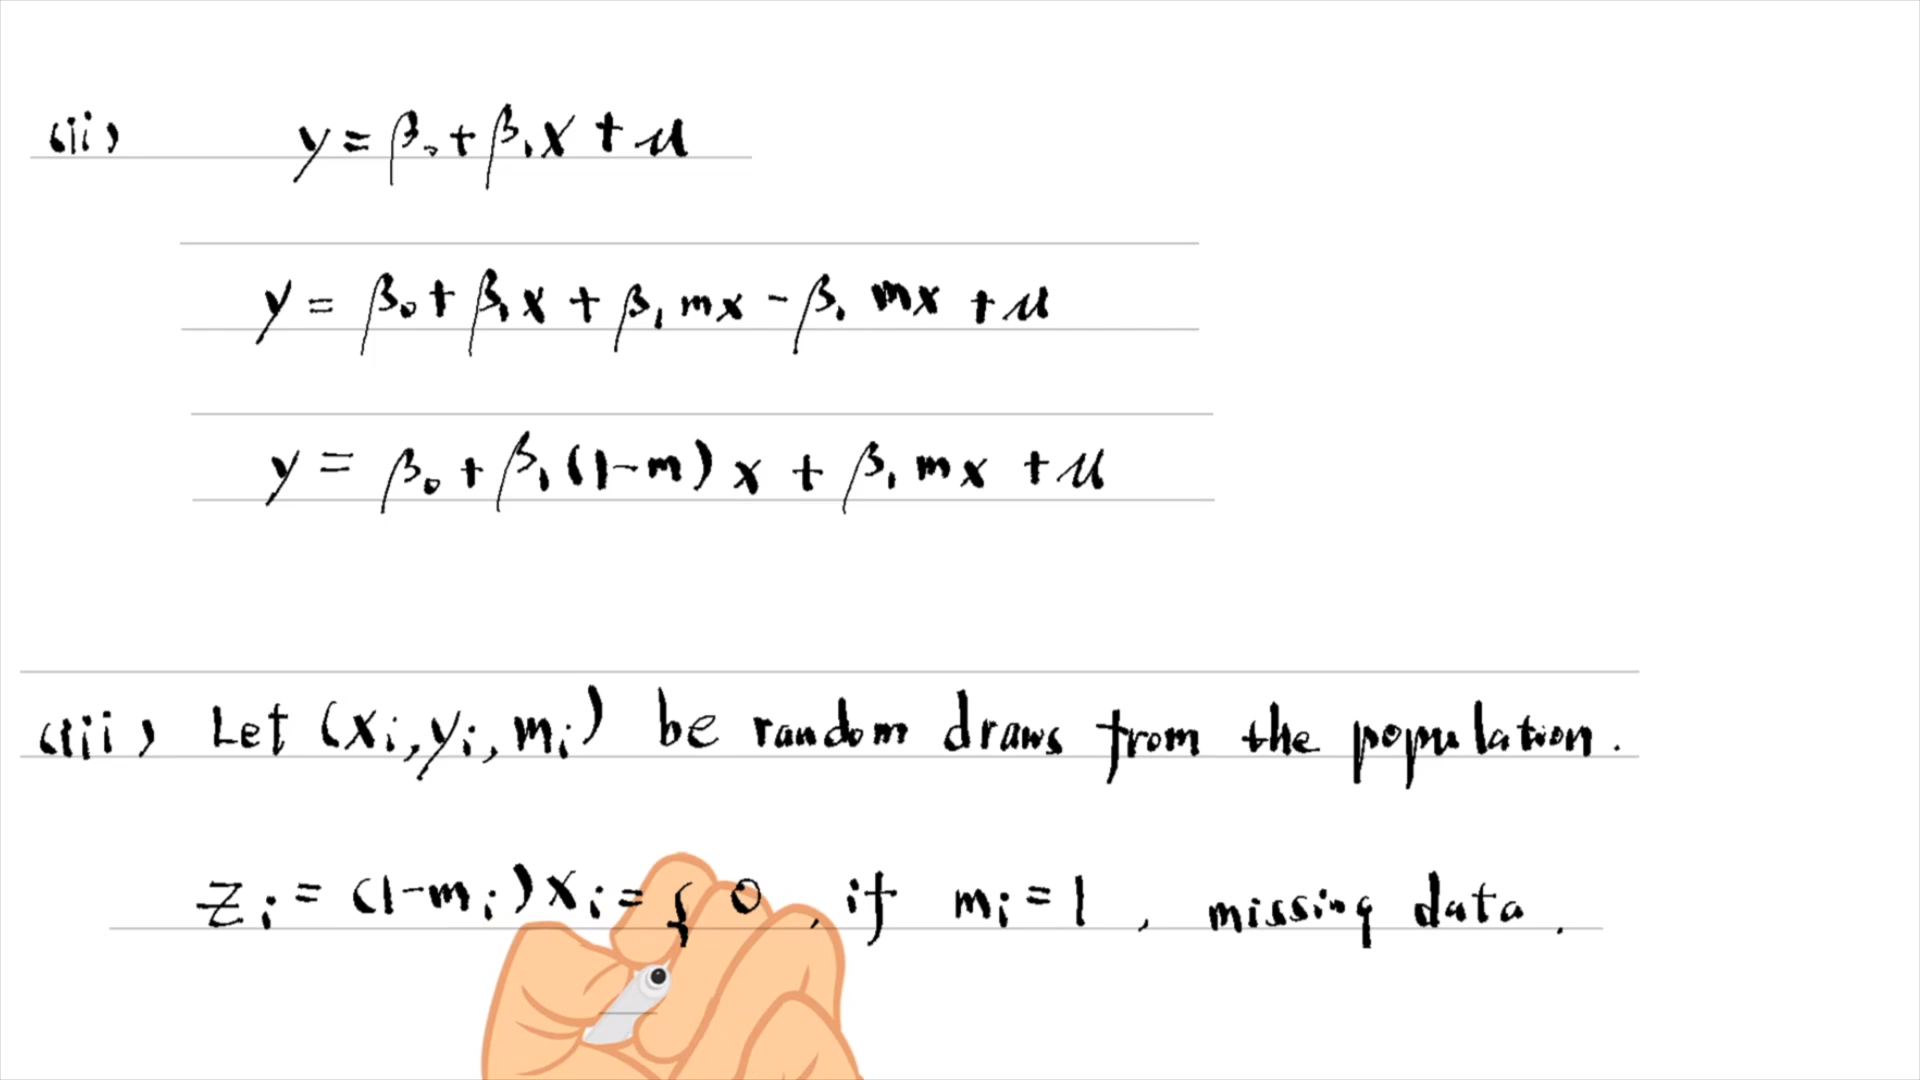 (ii) y = β₀ + β₁x + u
y = β₀ + β₁x + β₁mx - β₁mx + u
y = β₀ + β₁(1-m)x + β₁mx + u
(iii) Let (xᵢ, yᵢ, mᵢ) be random draws from the population.
zᵢ = (1-mᵢ)xᵢ = { 0, if mᵢ = 1, missing data.